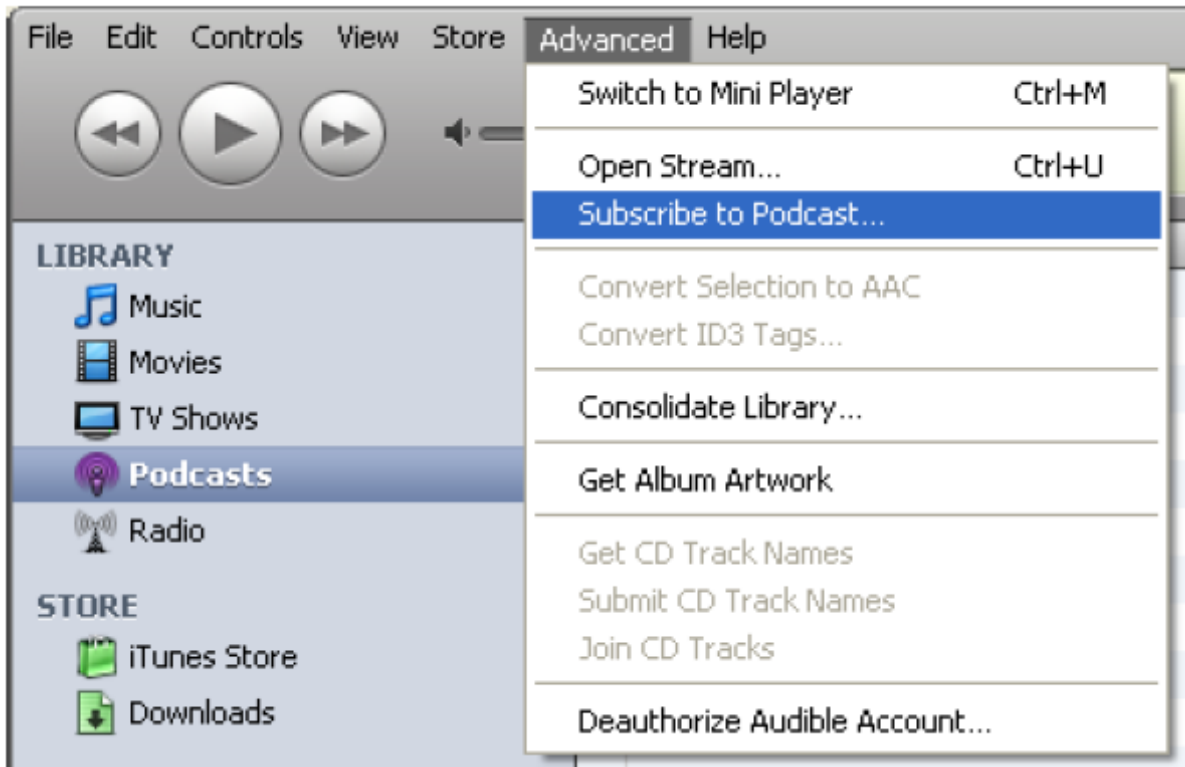 File Edit Controls View Store Advanced Help
Switch to Mini Player Ctrl+M
Open Stream... Ctrl+U
Subscribe to Podcast...
Convert Selection to AAC
Convert ID3 Tags...
Consolidate Library...
Get Album Artwork
Get CD Track Names
Submit CD Track Names
Join CD Tracks
Deauthorize Audible Account...
LIBRARY
Music
Movies
TV Shows
Podcasts
Radio
STORE
iTunes Store
Downloads